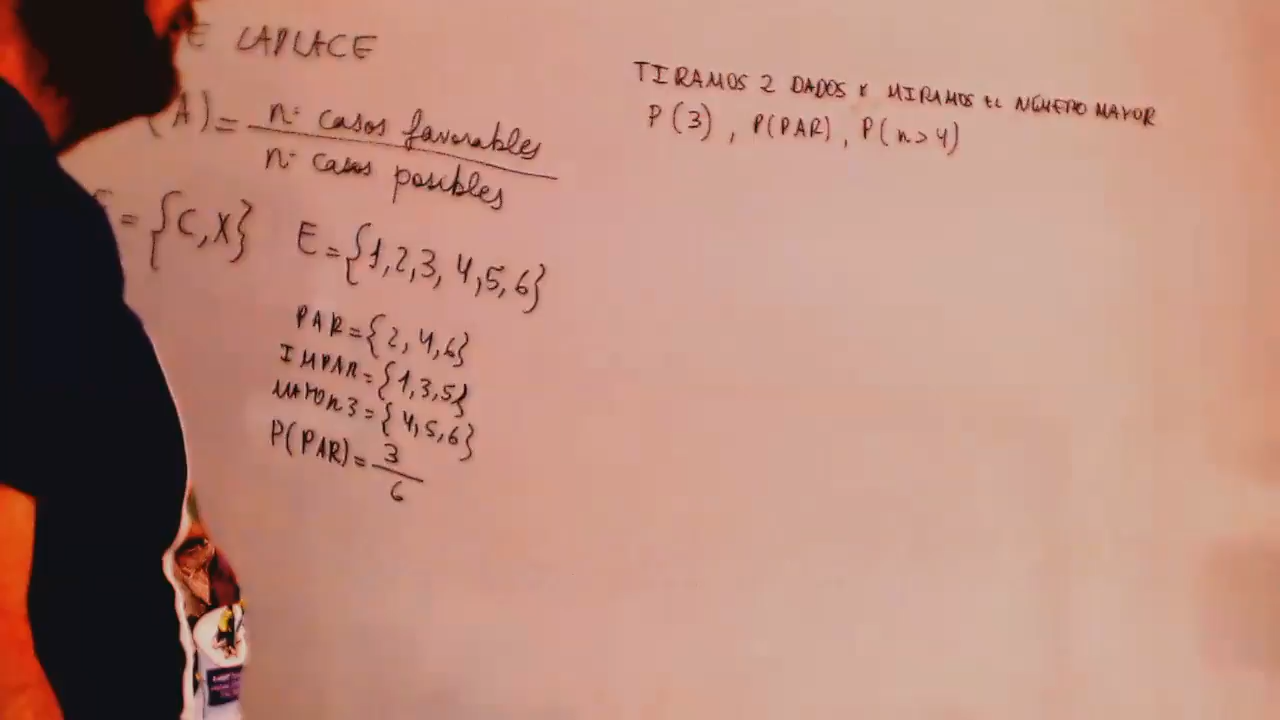 E LAPLACE
(A) = nº casos favorables
nº casos posibles
= {C, X}
E = {1, 2, 3, 4, 5, 6}
PAR = {2, 4, 6}
IMPAR = {1, 3, 5}
MAYOR 3 = {4, 5, 6}
P(PAR) = 3
6
TIRAMOS 2 DADOS Y MIRAMOS EL NÚMERO MAYOR
P(3), P(PAR), P(n>4)